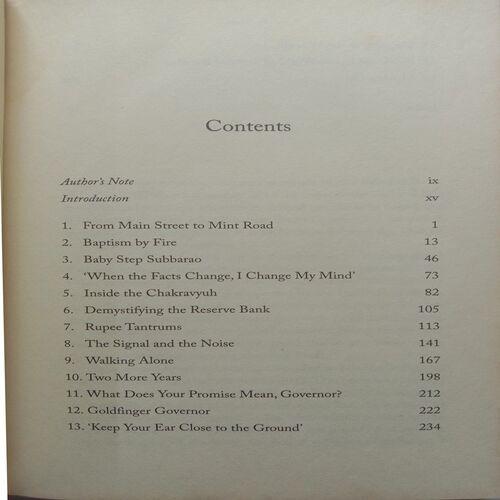 Contents
Author's Note ix
Introduction xv
1. From Main Street to Mint Road 1
2. Baptism by Fire 13
3. Baby Step Subbarao 46
4. 'When the Facts Change, I Change My Mind' 73
5. Inside the Chakravyuh 82
6. Demystifying the Reserve Bank 105
7. Rupee Tantrums 113
8. The Signal and the Noise 141
9. Walking Alone 167
10. Two More Years 198
11. What Does Your Promise Mean, Governor? 212
12. Goldfinger Governor 222
13. 'Keep Your Ear Close to the Ground' 234